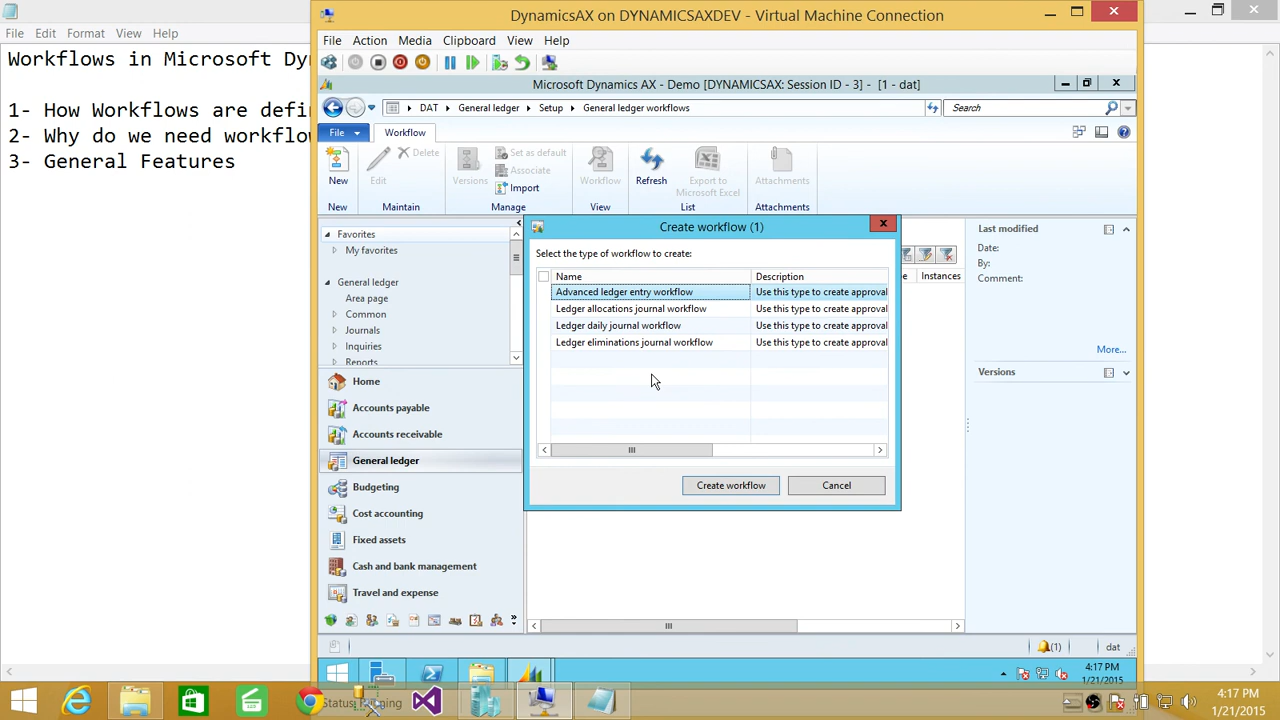 DynamicsAX on DYNAMICSAXDEV - Virtual Machine Connection
File Edit Format View Help
Workflows in Microsoft Dy
1- How Workflows are defi
2- Why do we need workflo
3- General Features
File Action Media Clipboard View Help
Microsoft Dynamics AX - Demo [DYNAMICSAX: Session ID - 3] - [1 - dat]
DAT General ledger Setup General ledger workflows
Search
File Workflow
New
Edit
Delete
Versions
Set as default
Associate
Import
Workflow
Refresh
Export to
Microsoft Excel
Attachments
New Maintain Manage View List Attachments
Favorites
My favorites
General ledger
Area page
Common
Journals
Inquiries
Reports
Home
Accounts payable
Accounts receivable
General ledger
Budgeting
Cost accounting
Fixed assets
Cash and bank management
Travel and expense
Create workflow (1)
Select the type of workflow to create:
Name Description
Advanced ledger entry workflow Use this type to create approval
Ledger allocations journal workflow Use this type to create approval
Ledger daily journal workflow Use this type to create approval
Ledger eliminations journal workflow Use this type to create approval
Create workflow Cancel
Instances
Last modified
Date:
By:
Comment:
More...
Versions
(1) dat
4:17 PM
1/21/2015
4:17 PM
1/21/2015